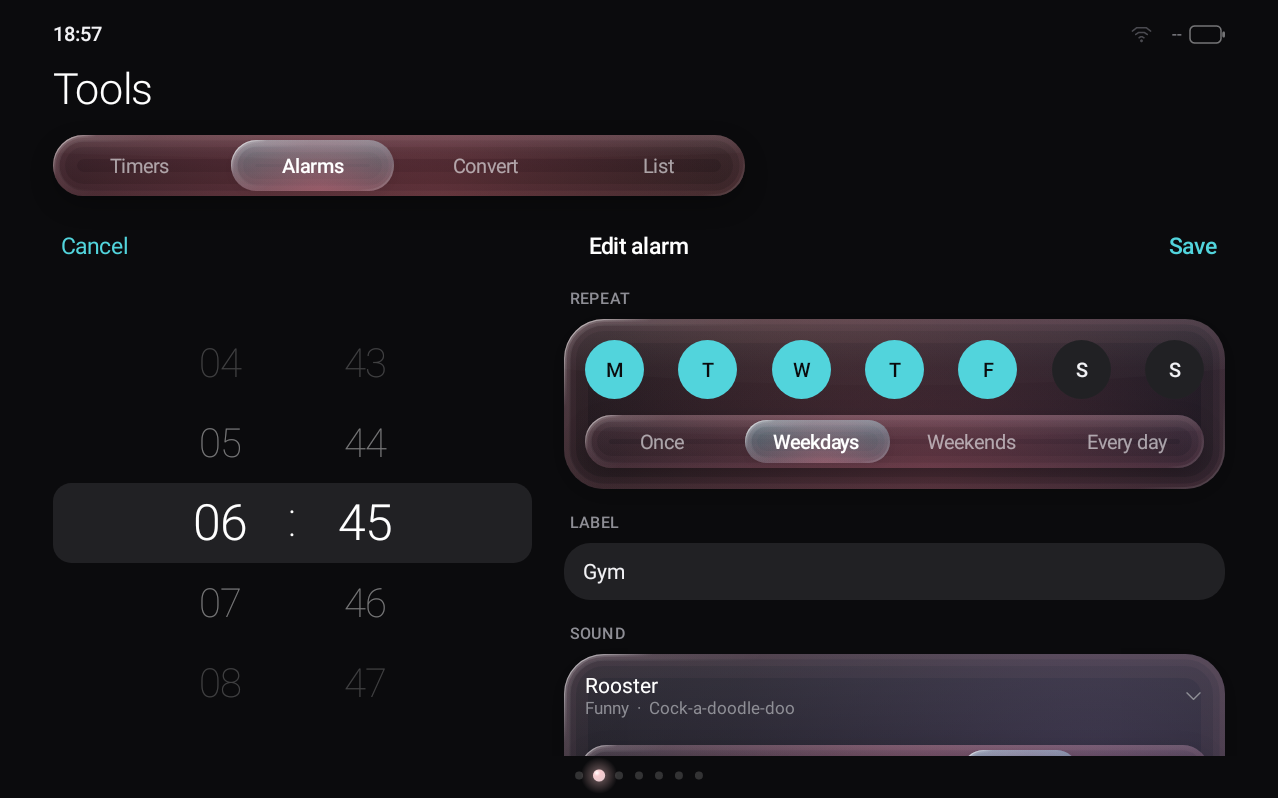 18:57
--
Tools
Timers Alarms Convert List
Cancel Edit alarm Save
REPEAT
M T W T F S S
Once Weekdays Weekends Every day
04 43
05 44
06 : 45
07 46
08 47
LABEL
Gym
SOUND
Rooster
Funny · Cock-a-doodle-doo